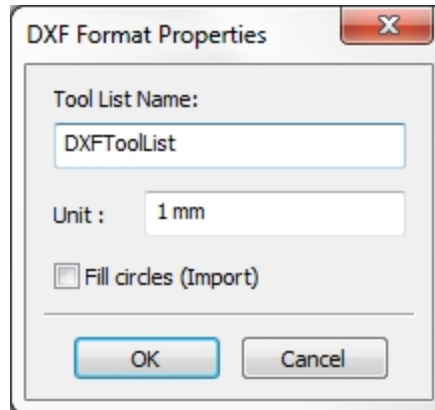 DXF Format Properties
Tool List Name:
DXFToolList
Unit : 1 mm
Fill circles (Import)
OK Cancel